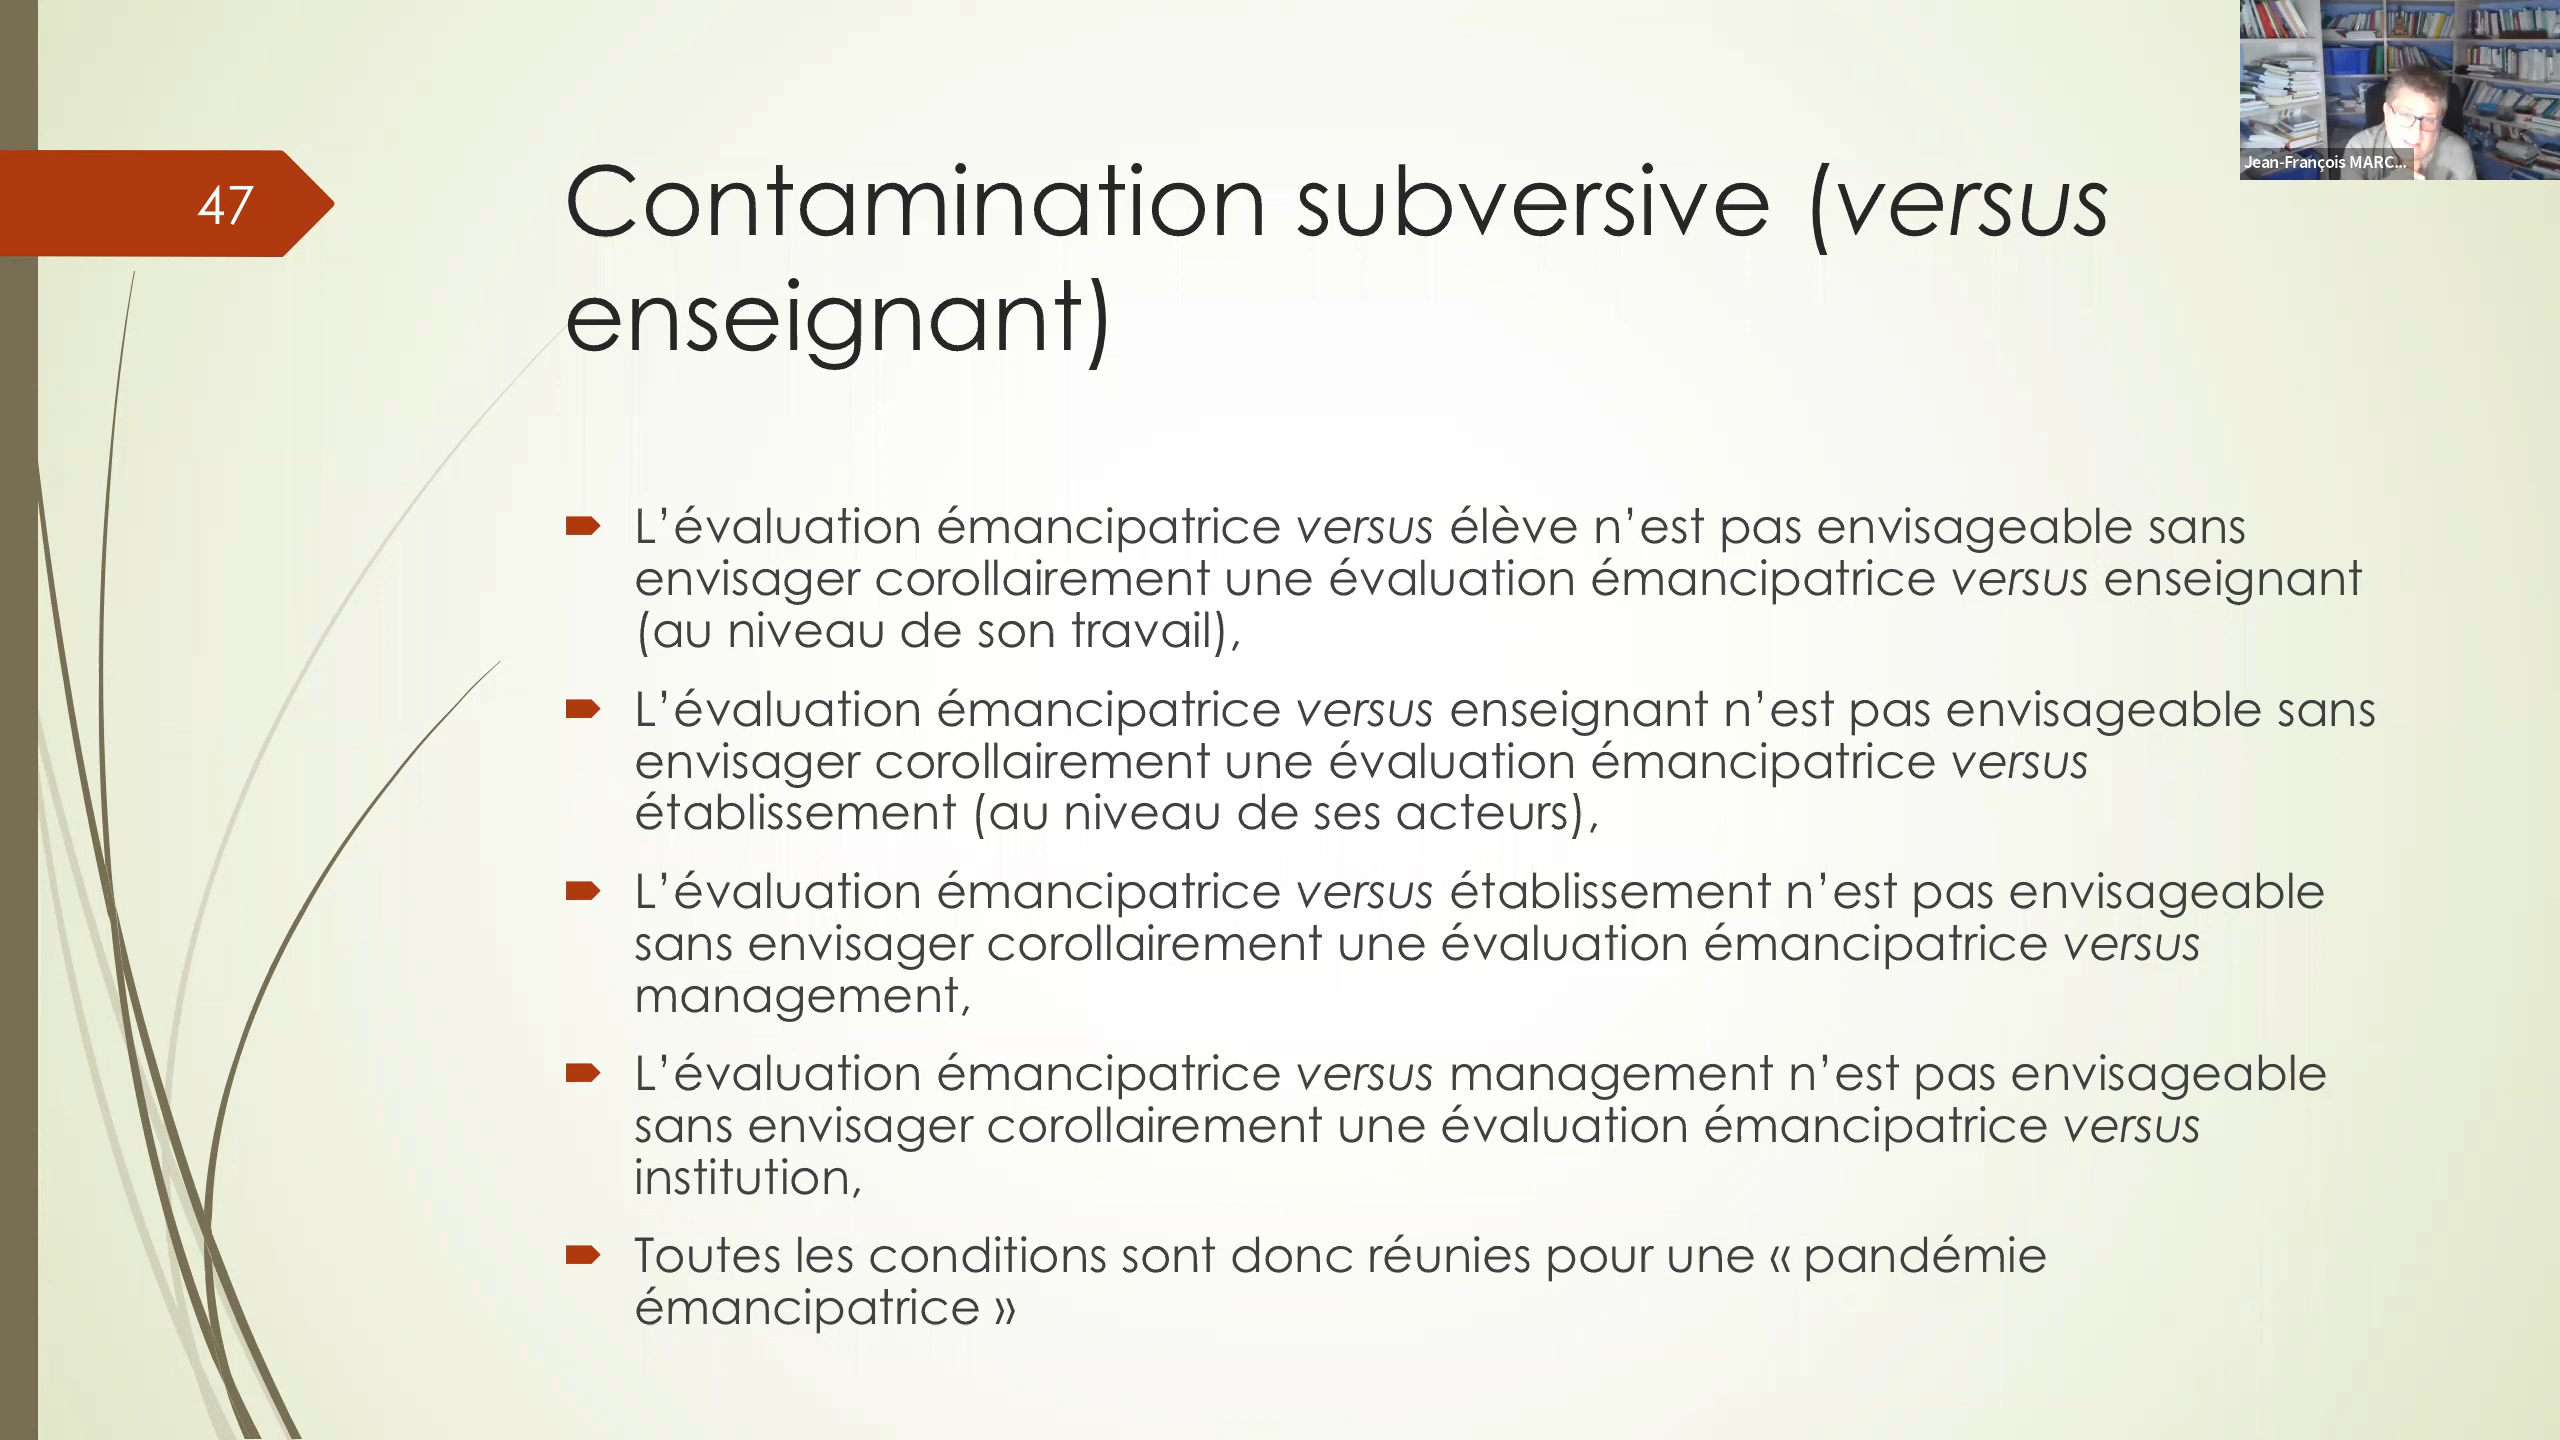 47
Contamination subversive (versus
enseignant)
L’évaluation émancipatrice versus élève n’est pas envisageable sans
envisager corollairement une évaluation émancipatrice versus enseignant
(au niveau de son travail),
L’évaluation émancipatrice versus enseignant n’est pas envisageable sans
envisager corollairement une évaluation émancipatrice versus
établissement (au niveau de ses acteurs),
L’évaluation émancipatrice versus établissement n’est pas envisageable
sans envisager corollairement une évaluation émancipatrice versus
management,
L’évaluation émancipatrice versus management n’est pas envisageable
sans envisager corollairement une évaluation émancipatrice versus
institution,
Toutes les conditions sont donc réunies pour une « pandémie
émancipatrice »
Jean-François MARC...